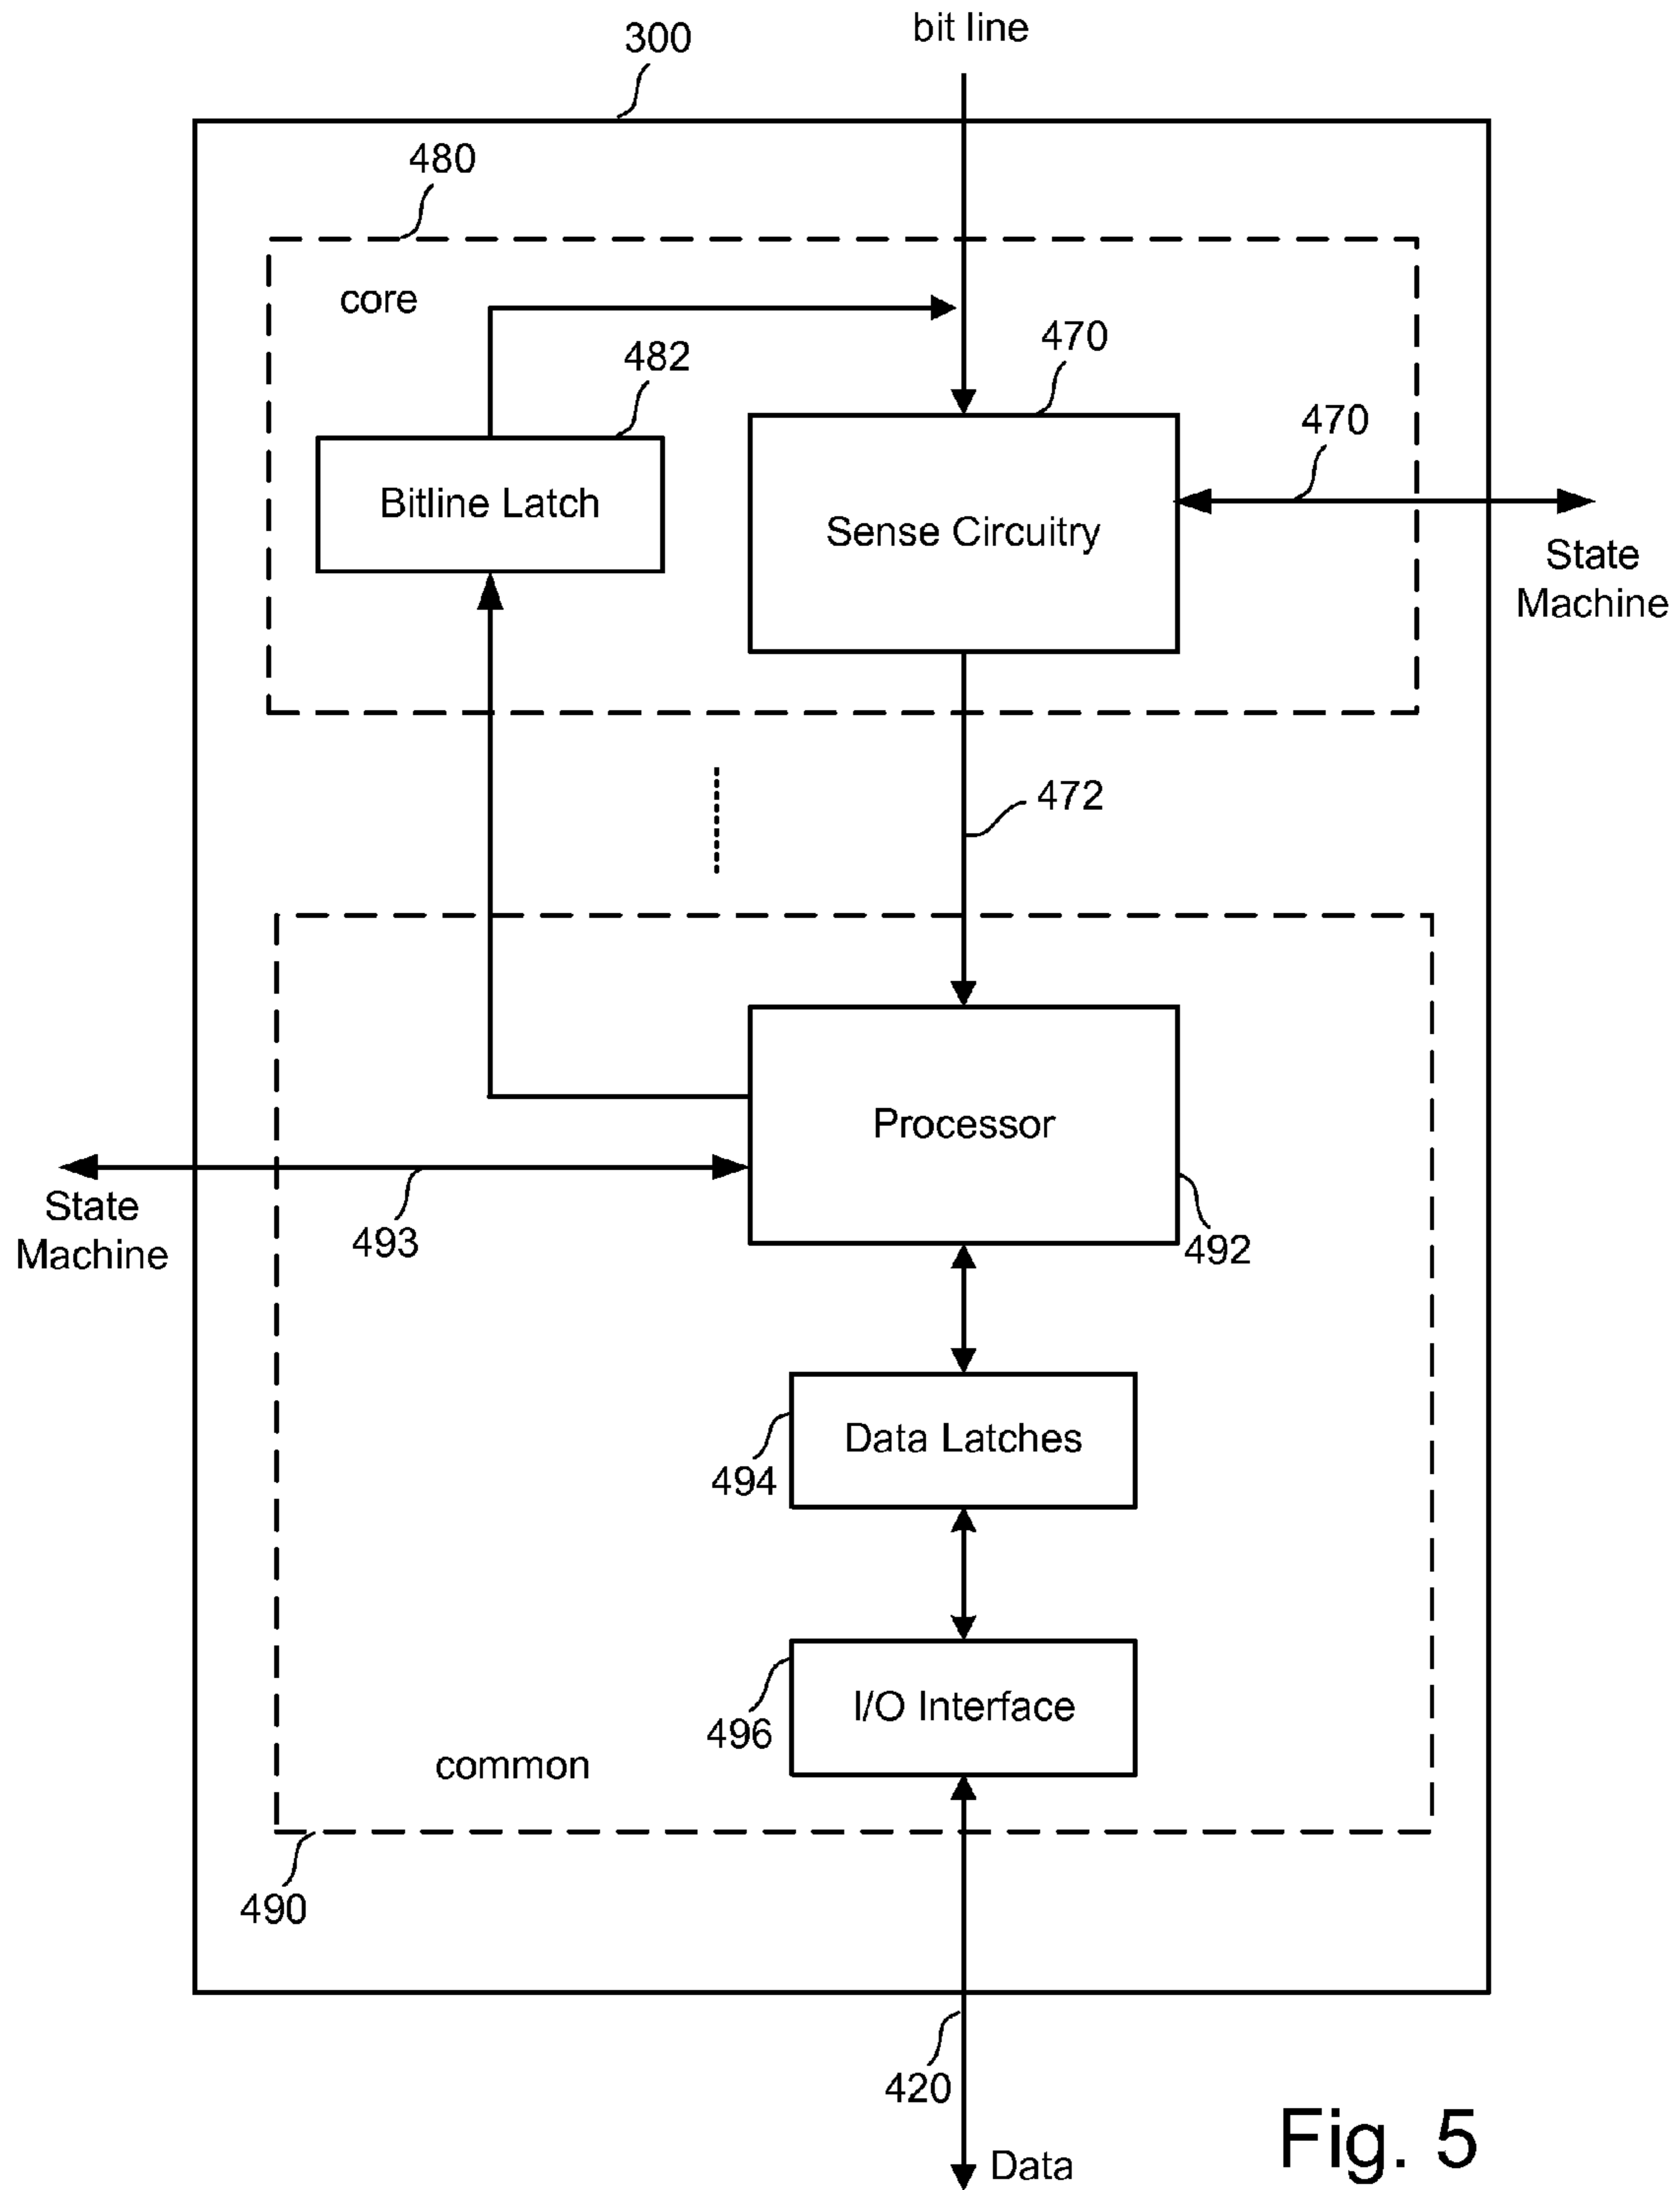 bit line
300
480
core
482
470
470
Bitline Latch
Sense Circuitry
State
Machine
472
Processor
State
Machine
493
492
Data Latches
494
I/O Interface
496
common
490
420
Data
Fig. 5